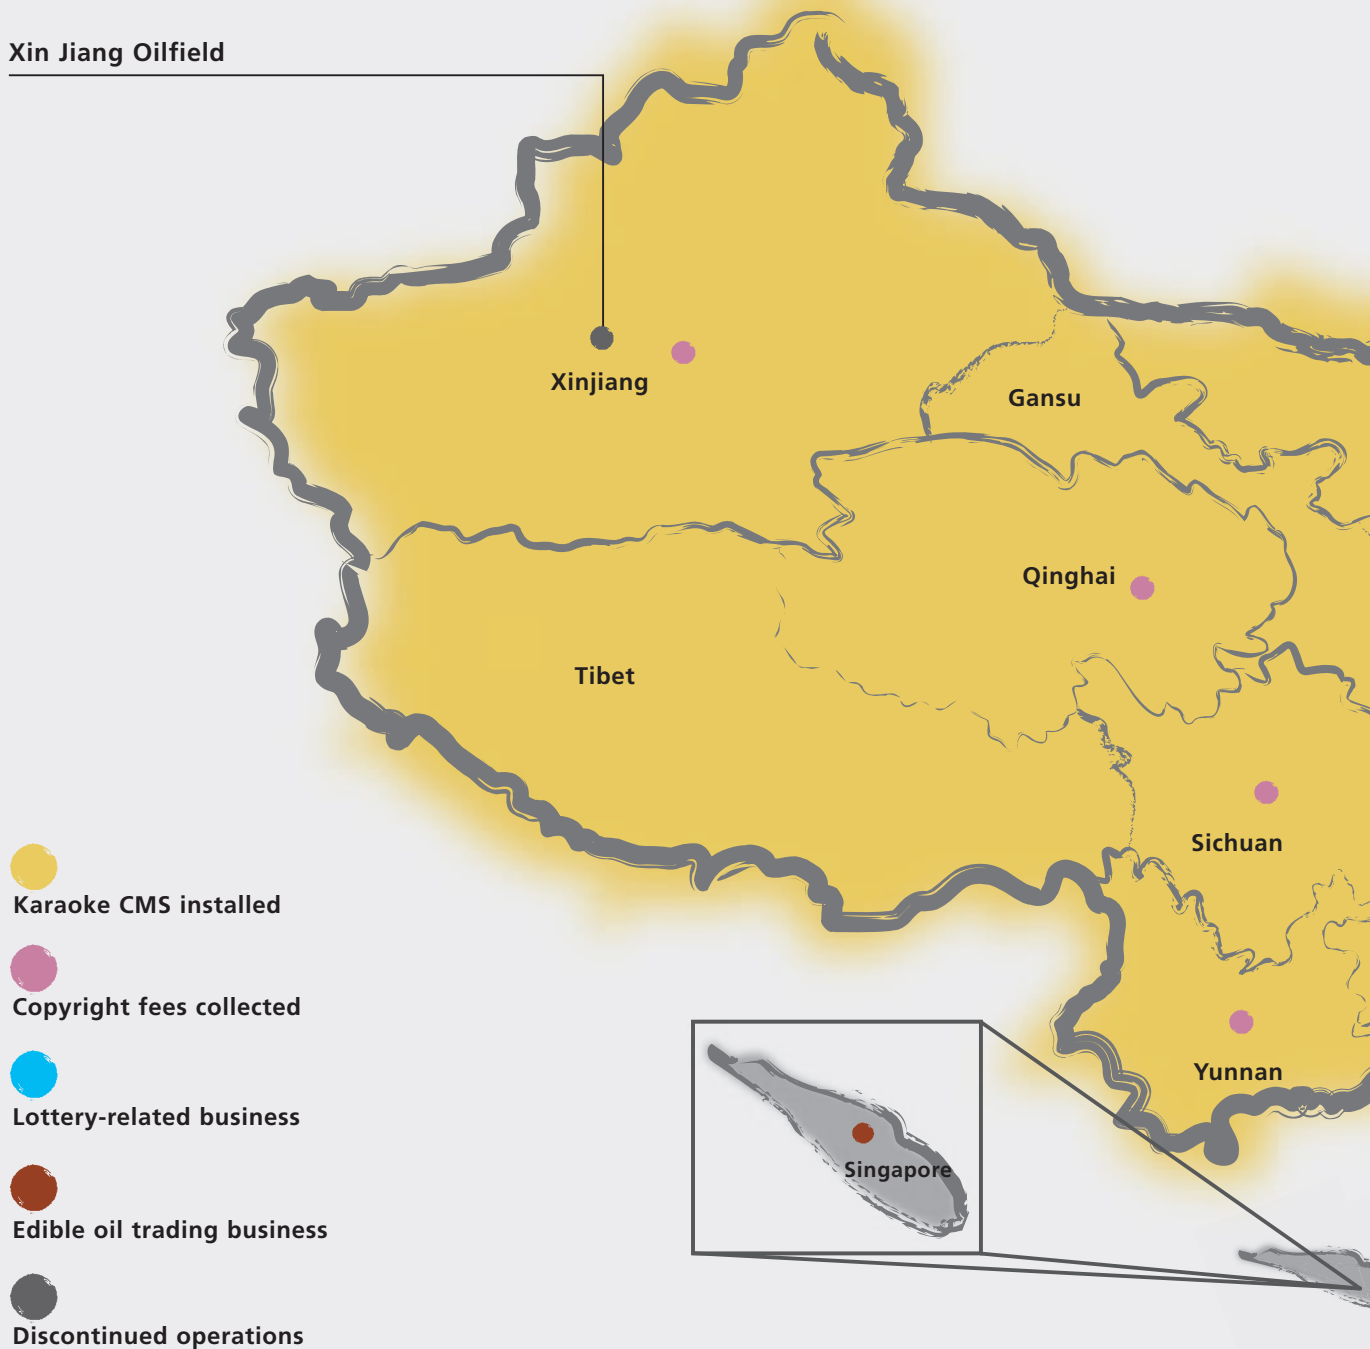 Xin Jiang Oilfield
Xinjiang
Gansu
Qinghai
Tibet
Sichuan
Yunnan
Singapore
Karaoke CMS installed
Copyright fees collected
Lottery-related business
Edible oil trading business
Discontinued operations